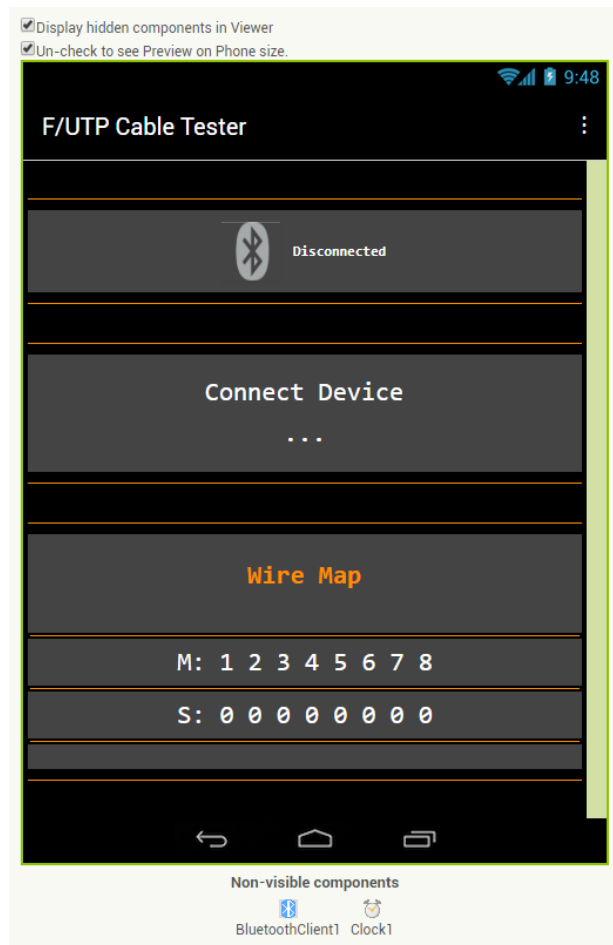 Display hidden components in Viewer
Un-check to see Preview on Phone size.
9:48
F/UTP Cable Tester
Disconnected
Connect Device
...
Wire Map
M: 1 2 3 4 5 6 7 8
S: 0 0 0 0 0 0 0 0
Non-visible components
BluetoothClient1 Clock1